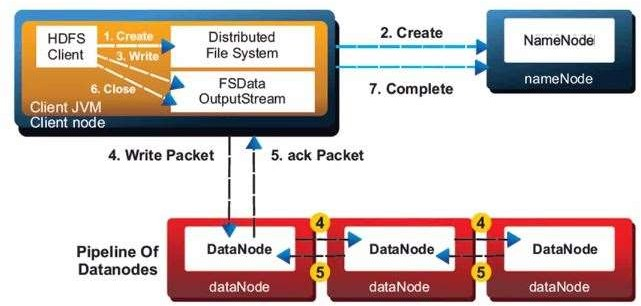 HDFS
Client
1. Create
3. Write
6. Close
Distributed
File System
FSData
OutputStream
Client JVM
Client node
2. Create
7. Complete
NameNode
nameNode
4. Write Packet
5. ack Packet
Pipeline Of
Datanodes
DataNode
dataNode
4
5
DataNode
dataNode
4
5
DataNode
dataNode